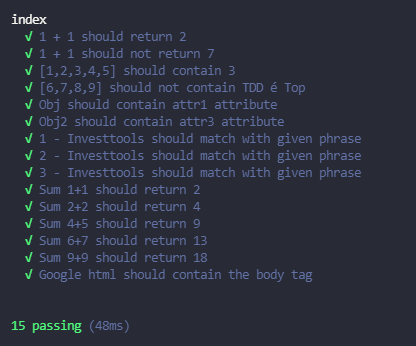 index
✓ 1 + 1 should return 2
✓ 1 + 1 should not return 7
✓ [1,2,3,4,5] should contain 3
✓ [6,7,8,9] should not contain TDD é Top
✓ Obj should contain attr1 attribute
✓ Obj2 should contain attr3 attribute
✓ 1 - Investtools should match with given phrase
✓ 2 - Investtools should match with given phrase
✓ 3 - Investtools should match with given phrase
✓ Sum 1+1 should return 2
✓ Sum 2+2 should return 4
✓ Sum 4+5 should return 9
✓ Sum 6+7 should return 13
✓ Sum 9+9 should return 18
✓ Google html should contain the body tag
15 passing (48ms)